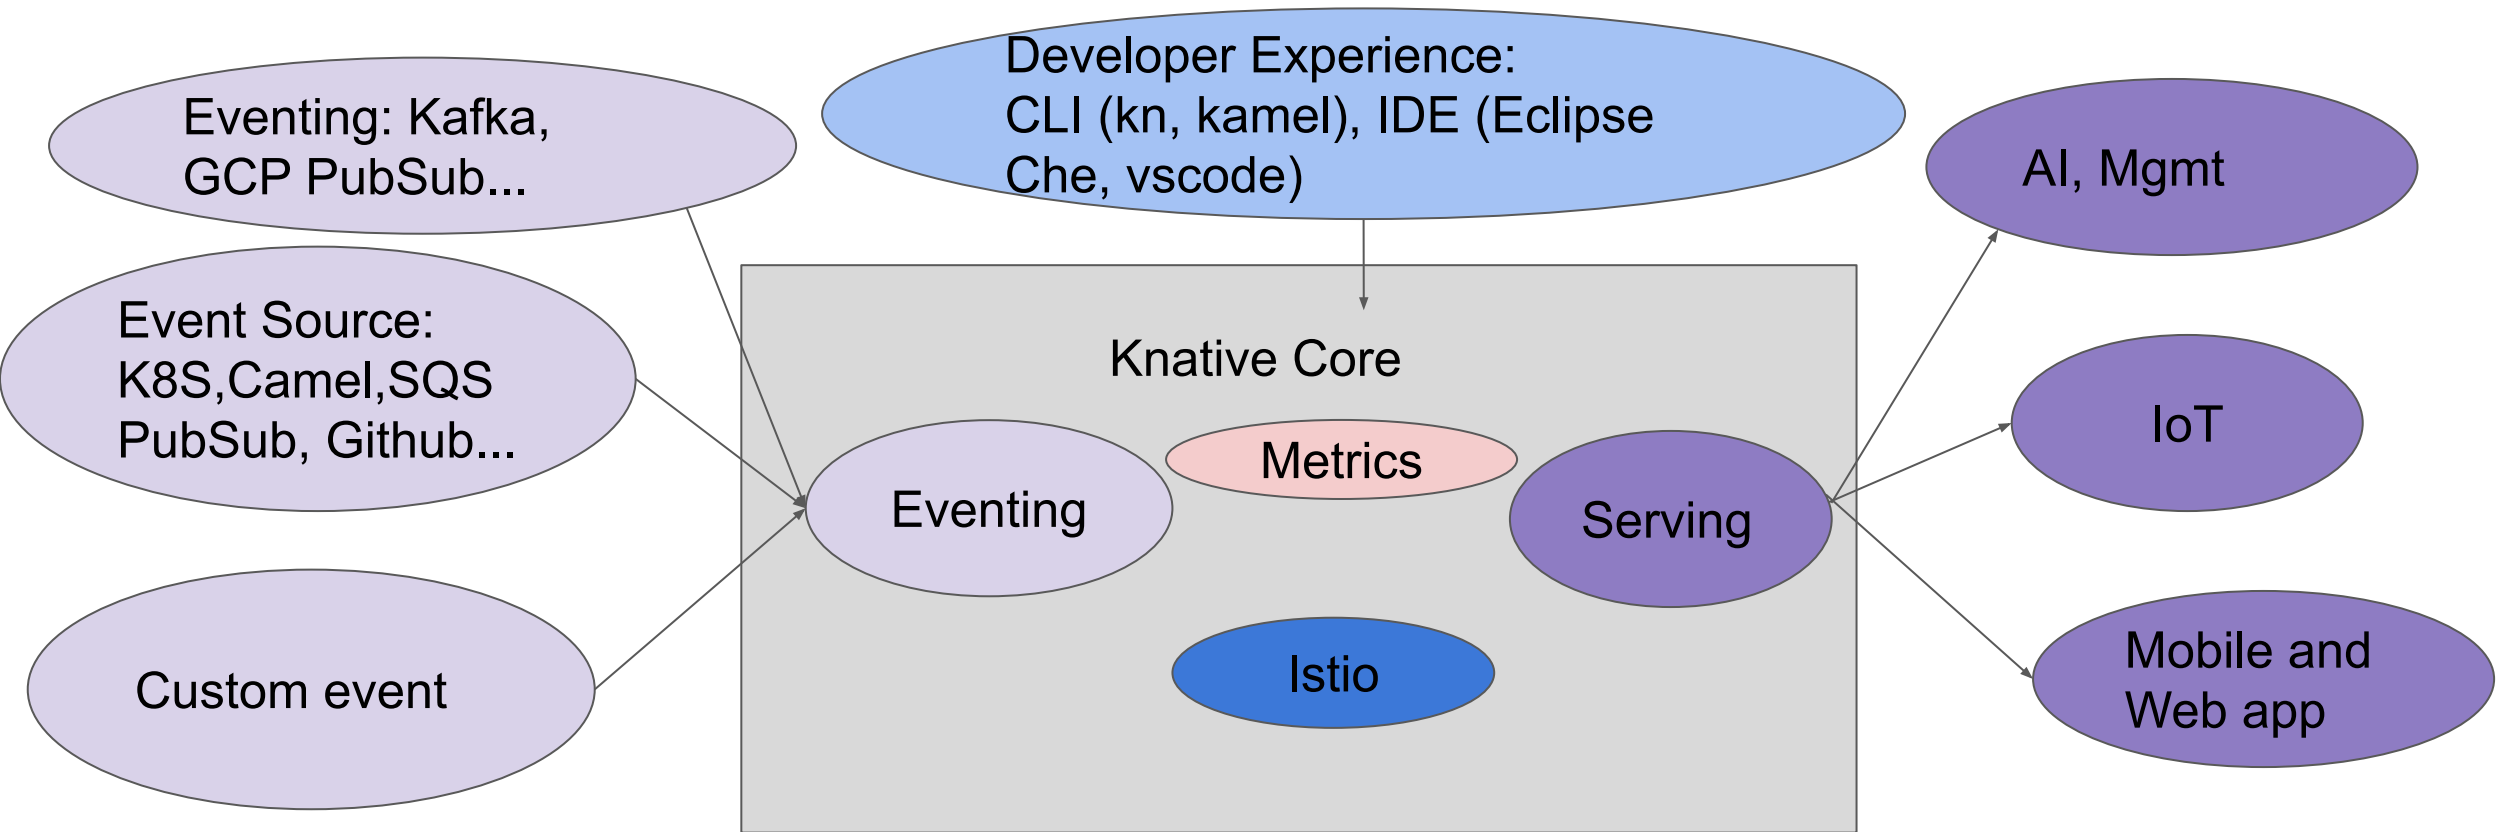 Eventing: Kafka,
GCP PubSub...
Developer Experience:
CLI (kn, kamel), IDE (Eclipse
Che, vscode)
AI, Mgmt
Event Source:
K8S,Camel,SQS
PubSub, Github...
Knative Core
IoT
Metrics
Eventing
Serving
Custom event
Istio
Mobile and
Web app